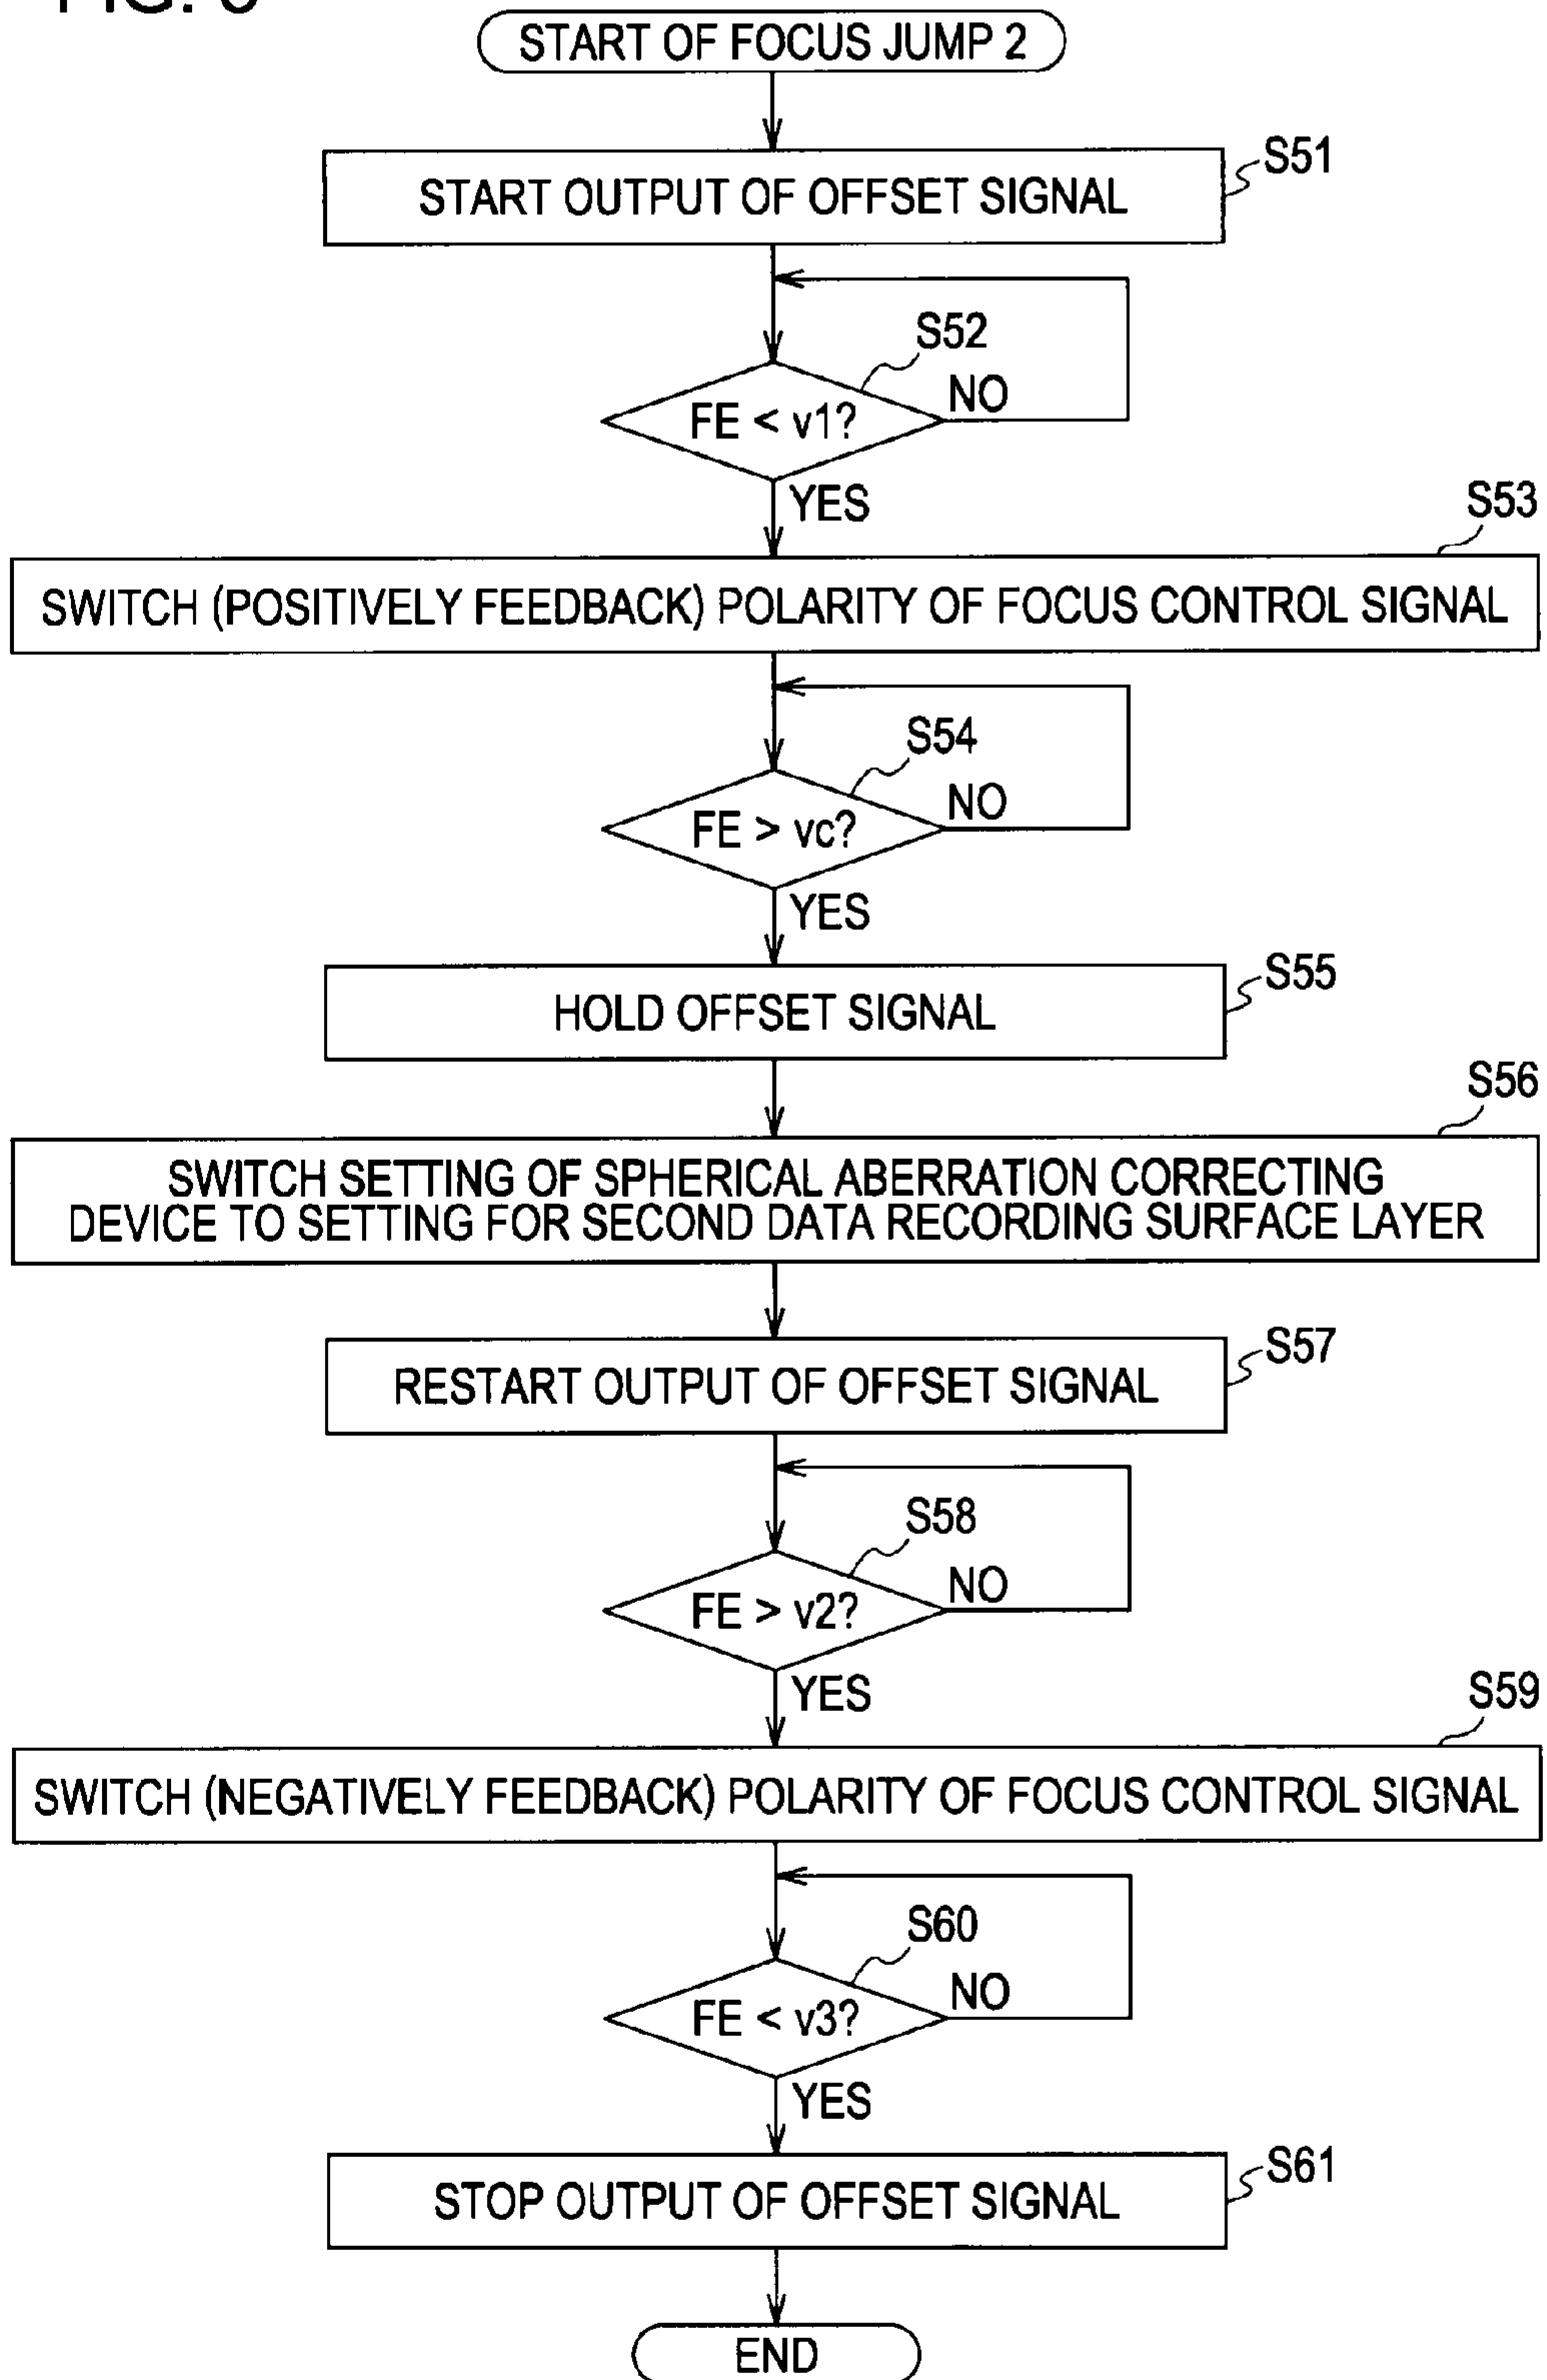 FIG.
START OF FOCUS JUMP 2
S51
START OUTPUT OF OFFSET SIGNAL
S52
FE < v1?
NO
YES
S53
SWITCH (POSITIVELY FEEDBACK) POLARITY OF FOCUS CONTROL SIGNAL
S54
FE > vc?
NO
YES
S55
HOLD OFFSET SIGNAL
S56
SWITCH SETTING OF SPHERICAL ABERRATION CORRECTING
DEVICE TO SETTING FOR SECOND DATA RECORDING SURFACE LAYER
S57
RESTART OUTPUT OF OFFSET SIGNAL
S58
FE > v2?
NO
YES
S59
SWITCH (NEGATIVELY FEEDBACK) POLARITY OF FOCUS CONTROL SIGNAL
S60
FE < v3?
NO
YES
S61
STOP OUTPUT OF OFFSET SIGNAL
END